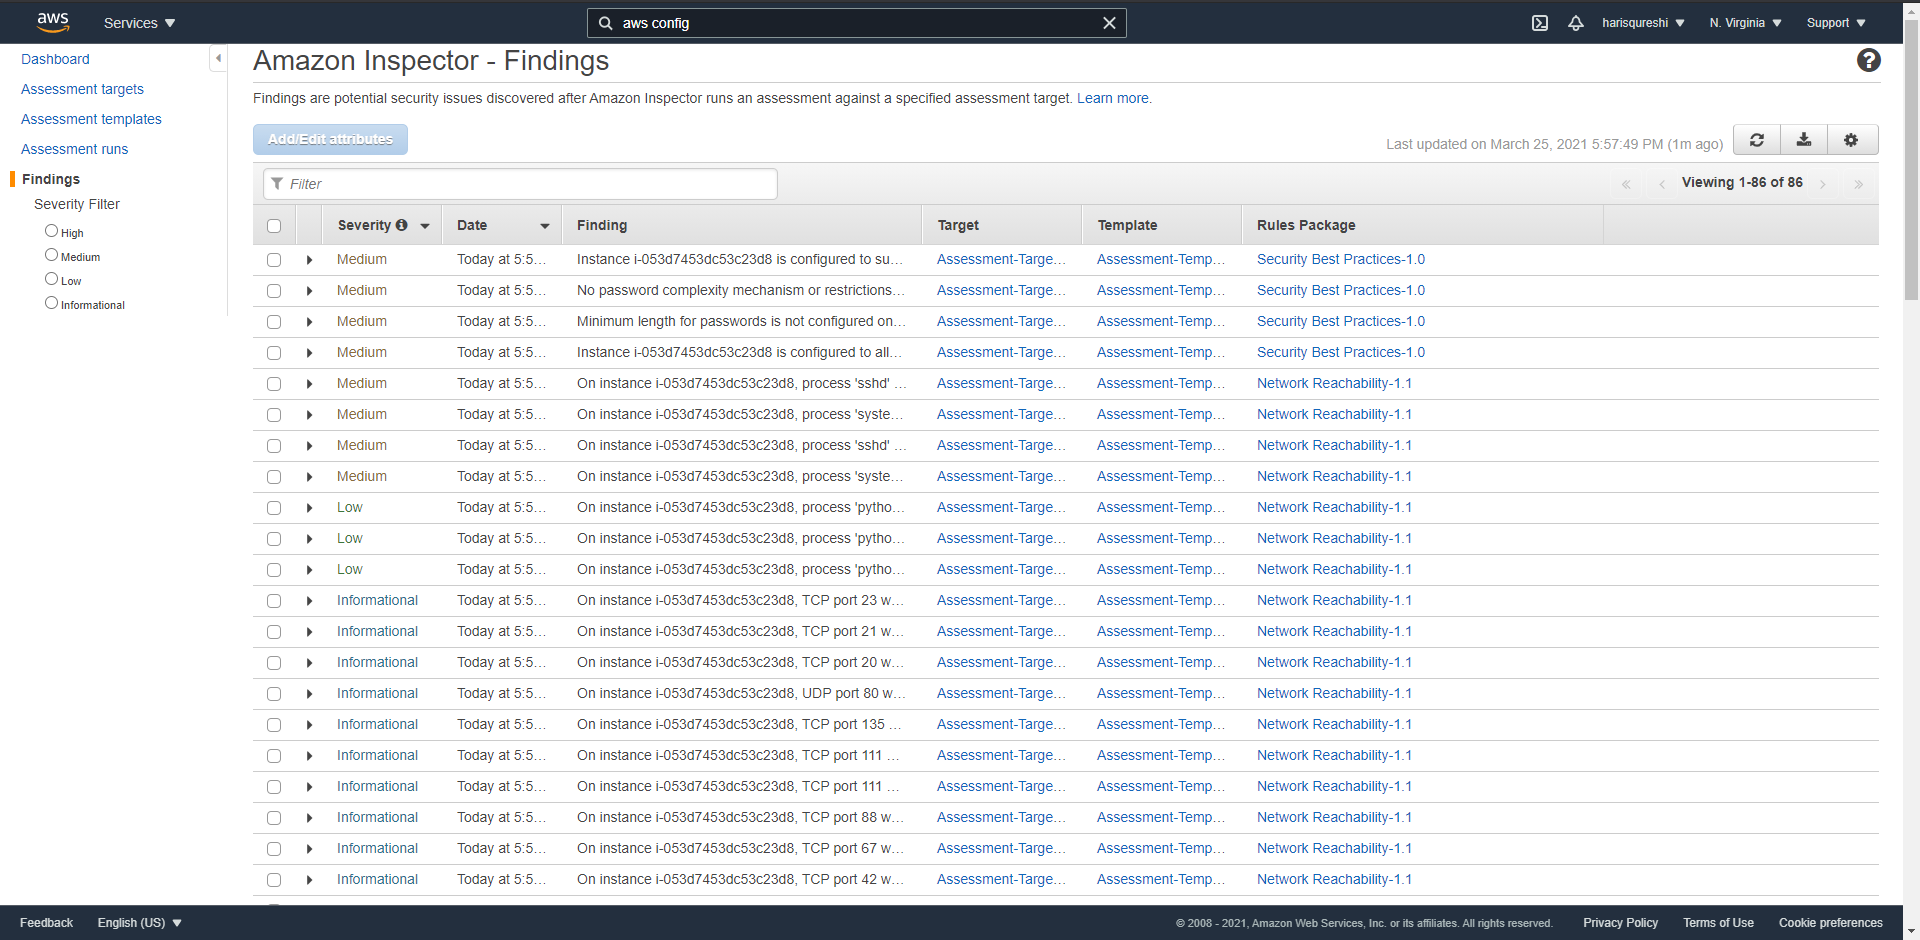 aws Services aws config harisqureshi N. Virginia Support
Dashboard
Assessment targets
Assessment templates
Assessment runs
Findings
Severity Filter
High
Medium
Low
Informational
Amazon Inspector - Findings
Findings are potential security issues discovered after Amazon Inspector runs an assessment against a specified assessment target. Learn more.
Add/Edit attributes
Last updated on March 25, 2021 5:57:49 PM (1m ago)
Filter
Viewing 1-86 of 86
Severity Date Finding Target Template Rules Package
Medium Today at 5:5... Instance i-053d7453dc53c23d8 is configured to su... Assessment-Targe... Assessment-Temp... Security Best Practices-1.0
Medium Today at 5:5... No password complexity mechanism or restrictions... Assessment-Targe... Assessment-Temp... Security Best Practices-1.0
Medium Today at 5:5... Minimum length for passwords is not configured on... Assessment-Targe... Assessment-Temp... Security Best Practices-1.0
Medium Today at 5:5... Instance i-053d7453dc53c23d8 is configured to all... Assessment-Targe... Assessment-Temp... Security Best Practices-1.0
Medium Today at 5:5... On instance i-053d7453dc53c23d8, process 'sshd' ... Assessment-Targe... Assessment-Temp... Network Reachability-1.1
Medium Today at 5:5... On instance i-053d7453dc53c23d8, process 'syste... Assessment-Targe... Assessment-Temp... Network Reachability-1.1
Medium Today at 5:5... On instance i-053d7453dc53c23d8, process 'sshd' ... Assessment-Targe... Assessment-Temp... Network Reachability-1.1
Medium Today at 5:5... On instance i-053d7453dc53c23d8, process 'syste... Assessment-Targe... Assessment-Temp... Network Reachability-1.1
Low Today at 5:5... On instance i-053d7453dc53c23d8, process 'pytho... Assessment-Targe... Assessment-Temp... Network Reachability-1.1
Low Today at 5:5... On instance i-053d7453dc53c23d8, process 'pytho... Assessment-Targe... Assessment-Temp... Network Reachability-1.1
Low Today at 5:5... On instance i-053d7453dc53c23d8, process 'pytho... Assessment-Targe... Assessment-Temp... Network Reachability-1.1
Informational Today at 5:5... On instance i-053d7453dc53c23d8, TCP port 23 w... Assessment-Targe... Assessment-Temp... Network Reachability-1.1
Informational Today at 5:5... On instance i-053d7453dc53c23d8, TCP port 21 w... Assessment-Targe... Assessment-Temp... Network Reachability-1.1
Informational Today at 5:5... On instance i-053d7453dc53c23d8, TCP port 20 w... Assessment-Targe... Assessment-Temp... Network Reachability-1.1
Informational Today at 5:5... On instance i-053d7453dc53c23d8, UDP port 80 w... Assessment-Targe... Assessment-Temp... Network Reachability-1.1
Informational Today at 5:5... On instance i-053d7453dc53c23d8, TCP port 135 ... Assessment-Targe... Assessment-Temp... Network Reachability-1.1
Informational Today at 5:5... On instance i-053d7453dc53c23d8, TCP port 111 ... Assessment-Targe... Assessment-Temp... Network Reachability-1.1
Informational Today at 5:5... On instance i-053d7453dc53c23d8, TCP port 111 ... Assessment-Targe... Assessment-Temp... Network Reachability-1.1
Informational Today at 5:5... On instance i-053d7453dc53c23d8, TCP port 88 w... Assessment-Targe... Assessment-Temp... Network Reachability-1.1
Informational Today at 5:5... On instance i-053d7453dc53c23d8, TCP port 67 w... Assessment-Targe... Assessment-Temp... Network Reachability-1.1
Informational Today at 5:5... On instance i-053d7453dc53c23d8, TCP port 42 w... Assessment-Targe... Assessment-Temp... Network Reachability-1.1
Feedback English (US) © 2008 - 2021, Amazon Web Services, Inc. or its affiliates. All rights reserved. Privacy Policy Terms of Use Cookie preferences